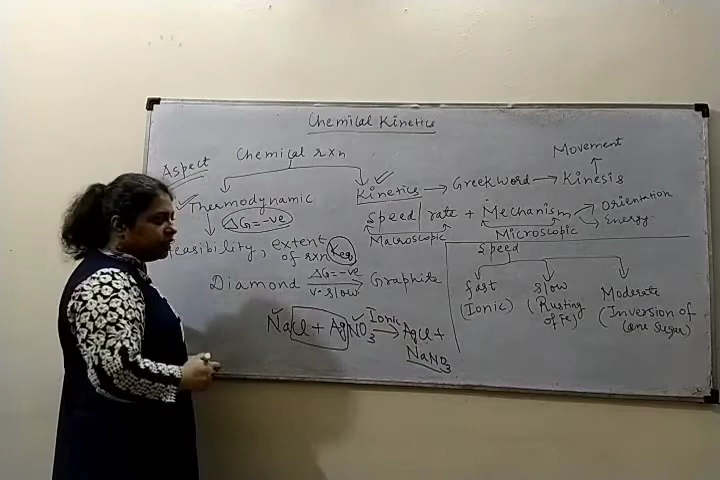 Chemical Kinetics
Aspect
Chemical rxn
Thermodynamic
ΔG=-ve
feasibility, extent
of rxn Keq
Kinetics → Greek Word → Kinesis
Movement
Speed/rate + Mechanism
Orientation
Energy
Macroscopic
Microscopic
Diamond ΔG=-ve Graphite
v. slow
NaCl + AgNO3 Ionic → AgCl +
NaNO3
Speed
fast
(Ionic)
Slow
(Rusting
of Fe)
Moderate
(Inversion of
Cane Sugar)